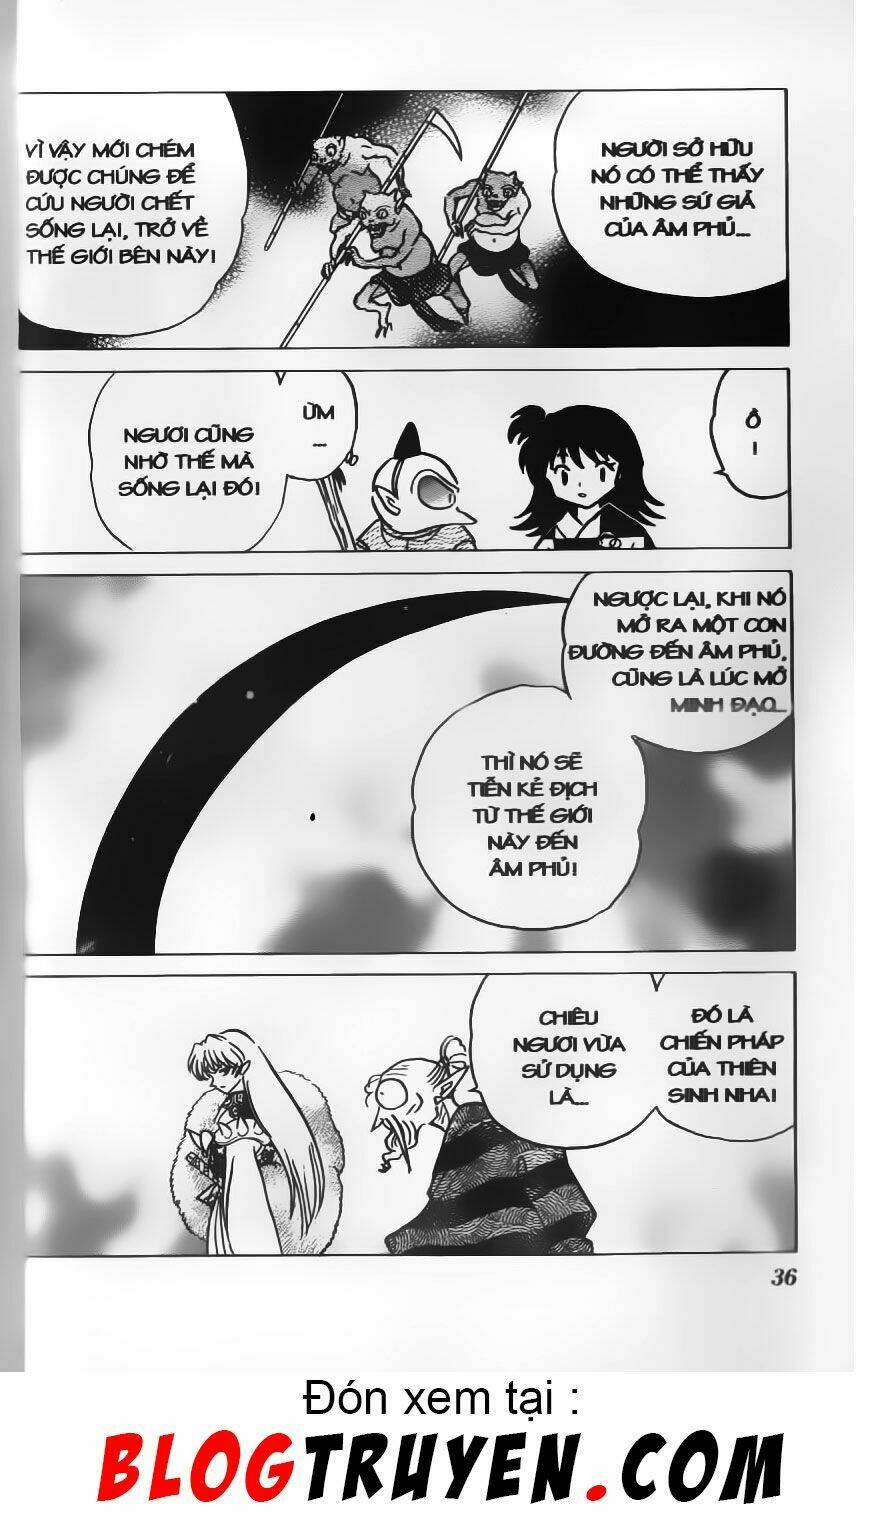 NGƯỜI SỞ HỮU
NÓ CÓ THỂ THẤY
NHỮNG SỨ GIẢ
CỦA ÂM PHỦ...
VÌ VẬY MỚI CHÉM
ĐƯỢC CHÚNG ĐỂ
CỨU NGƯỜI CHẾT
SỐNG LẠI, TRỞ VỀ
THẾ GIỚI BÊN NÀY!
Ồ
!
ỪM
...
NGƯƠI CŨNG
NHỜ THẾ MÀ
SỐNG LẠI ĐÓ!
NGƯỢC LẠI, KHI NÓ
MỞ RA MỘT CON
ĐƯỜNG ĐẾN ÂM PHỦ,
CŨNG LÀ LÚC MỞ
MINH ĐẠO...
THÌ NÓ SẼ
TIỄN KẺ ĐỊCH
TỪ THẾ GIỚI
NÀY ĐẾN
ÂM PHỦ!
ĐÓ LÀ
CHIẾN PHÁP
CỦA THIÊN
SINH NHA!
CHIÊU
NGƯƠI VỪA
SỬ DỤNG
LÀ...
36
Đón xem tại :
BLOGTRUYEN.COM